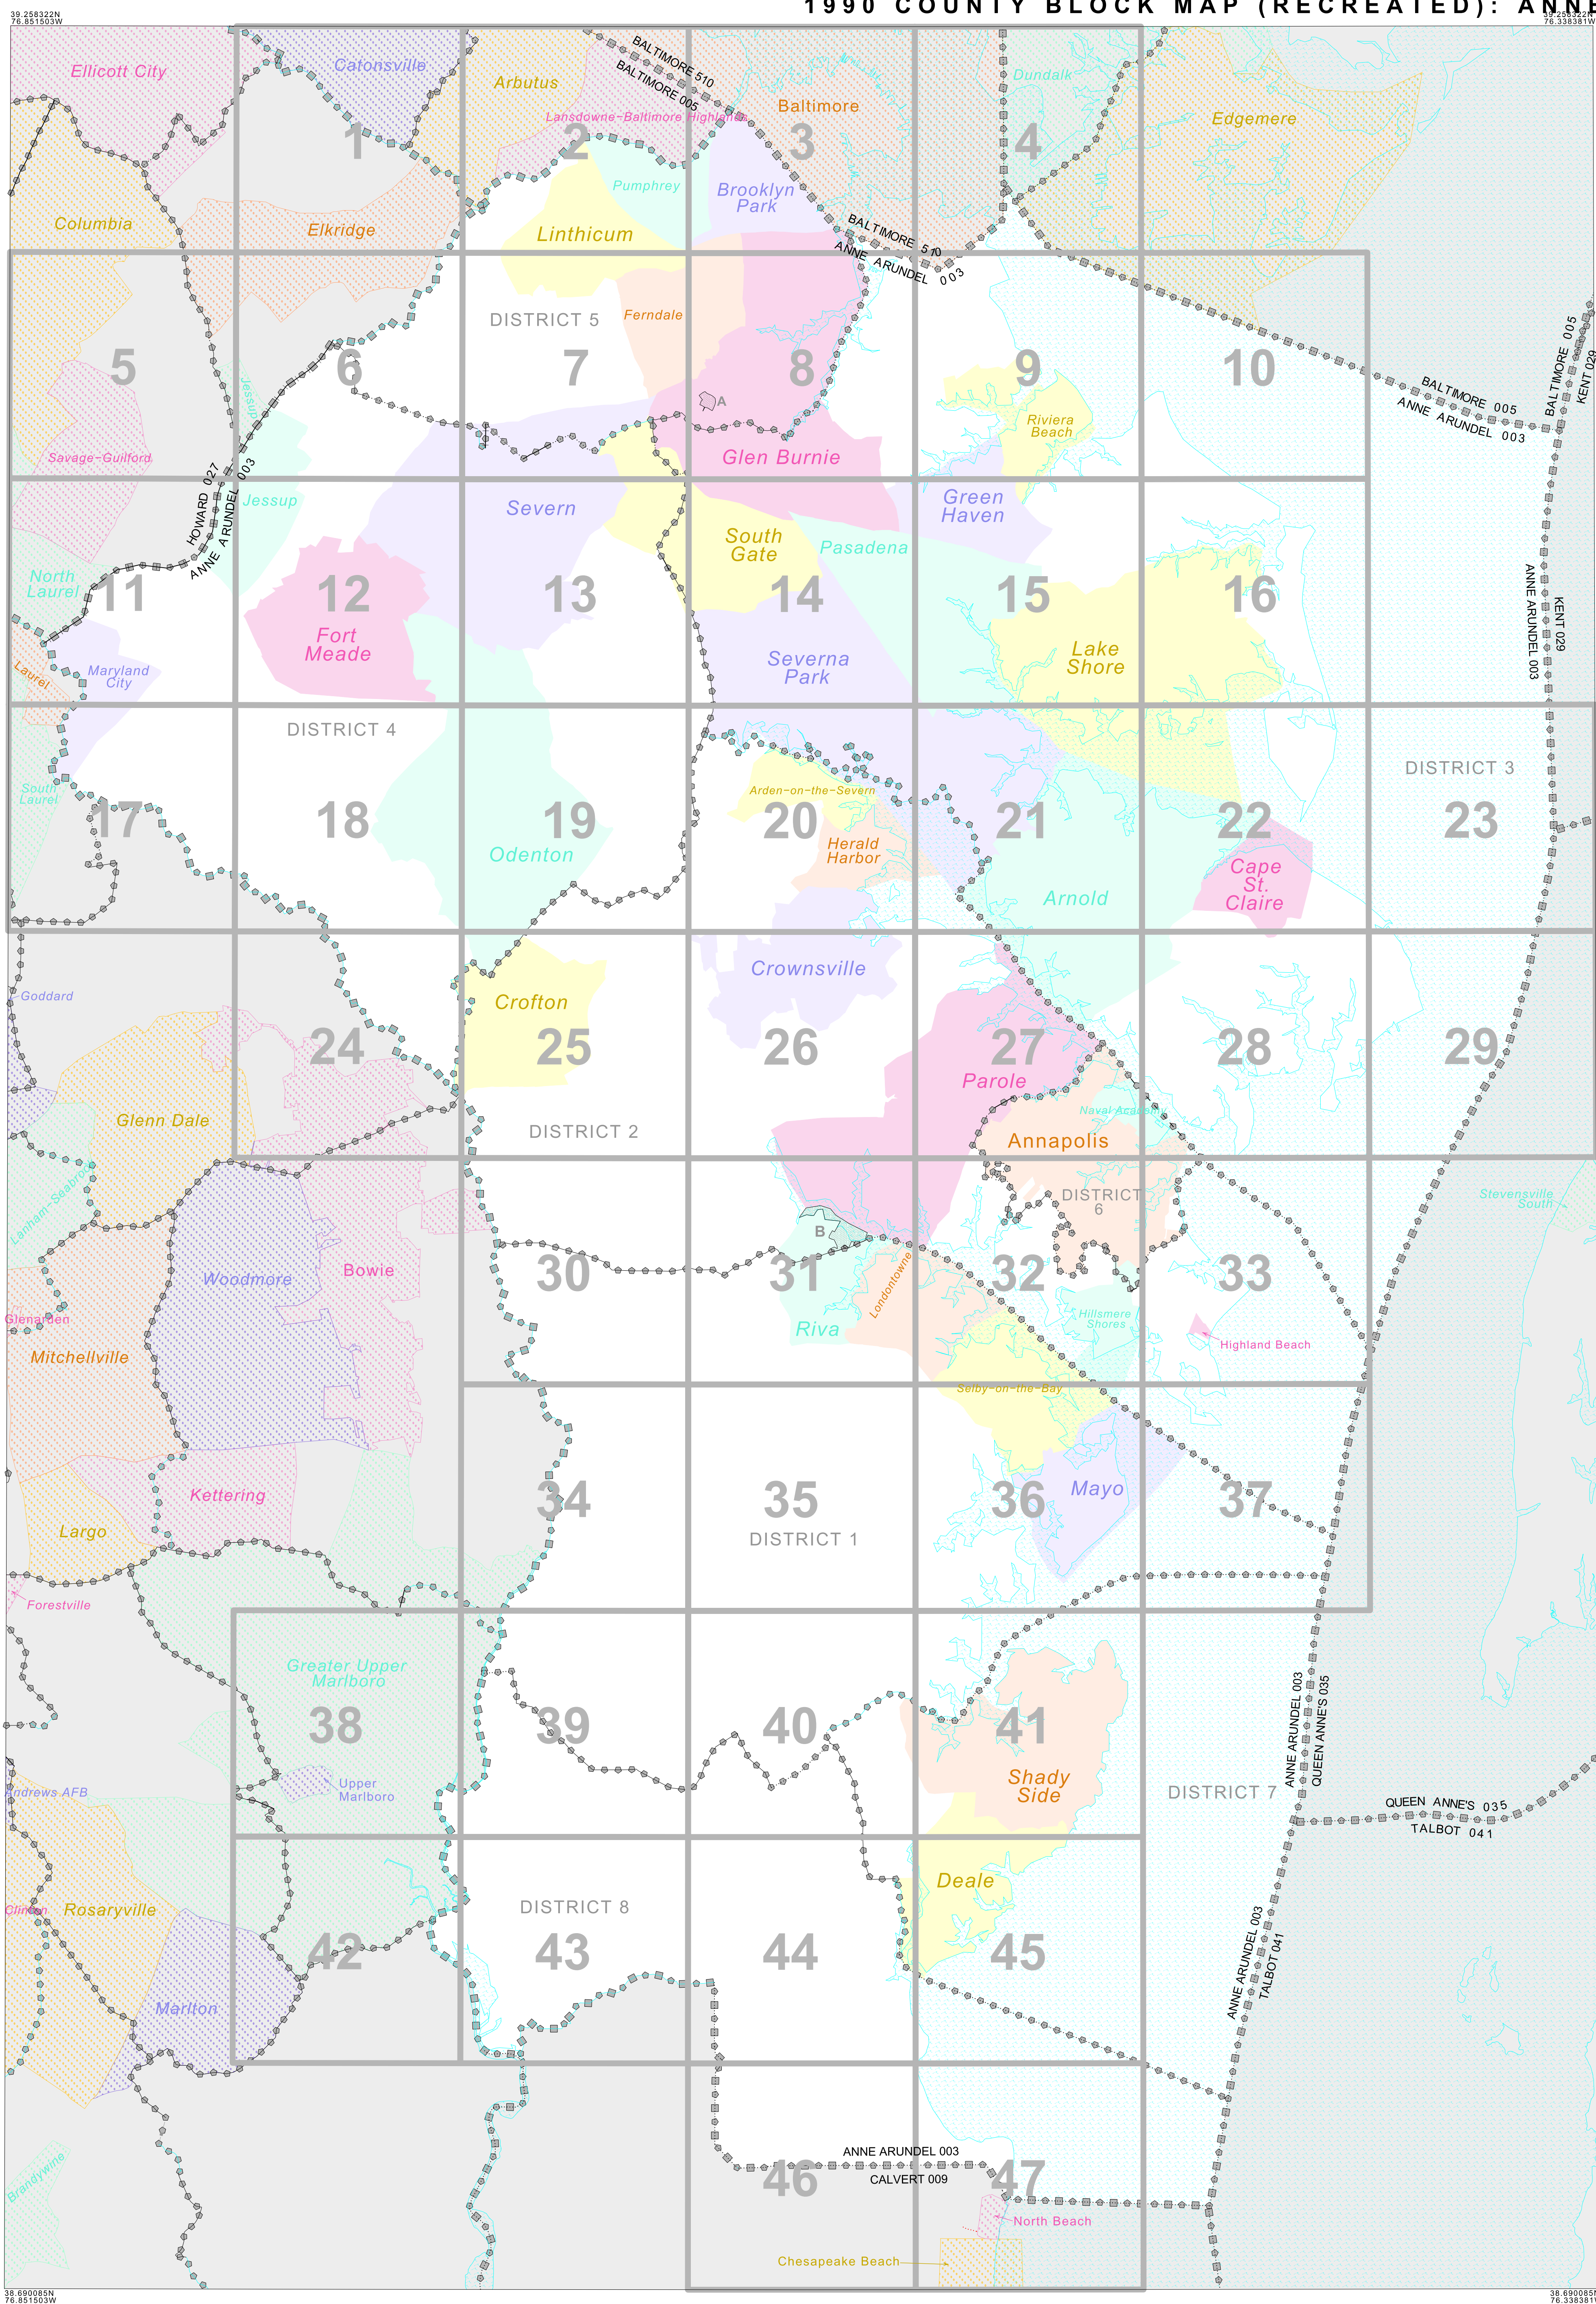 1990 COUNTY BLOCK MAP (RECREATED): ANNE
39.258322N
76.851503W
39.258322N
76.338381W
Ellicott City
Catonsville
Arbutus
BALTIMORE 510
BALTIMORE 005
Lansdowne-Baltimore Highlands
Baltimore
Dundalk
Edgemere
1
2
3
4
Columbia
Elkridge
Pumphrey
Linthicum
Brooklyn
Park
BALTIMORE 510
ANNE ARUNDEL 003
DISTRICT 5
Ferndale
5
6
7
8
9
10
A
Jessup
Riviera
Beach
BALTIMORE 005
ANNE ARUNDEL 003
BALTIMORE 005
KENT 029
Savage-Guilford
Glen Burnie
HOWARD 027
ANNE ARUNDEL 003
Jessup
Severn
Green
Haven
South
Gate
Pasadena
North
Laurel
11
12
13
14
15
16
Fort
Meade
Severna
Park
Lake
Shore
ANNE ARUNDEL 003
KENT 029
Laurel
Maryland
City
DISTRICT 4
DISTRICT 3
South
Laurel
Arden-on-the-Severn
17
18
19
20
21
22
23
Odenton
Herald
Harbor
Arnold
Cape
St.
Claire
Goddard
Crofton
Crownsville
24
25
26
27
28
29
Parole
Glenn Dale
DISTRICT 2
Naval Academy
Annapolis
Lanham-Seabrook
DISTRICT
6
Stevensville
South
B
Woodmore
Bowie
30
31
32
33
Londontowne
Glenarden
Mitchellville
Riva
Hillsmere
Shores
Highland Beach
Selby-on-the-Bay
Kettering
34
35
36
37
Mayo
Largo
DISTRICT 1
Forestville
Greater Upper
Marlboro
38
39
40
41
ANNE ARUNDEL 003
QUEEN ANNE'S 035
Andrews AFB
Upper
Marlboro
Shady
Side
DISTRICT 7
QUEEN ANNE'S 035
TALBOT 041
Clinton
Rosaryville
DISTRICT 8
Deale
42
43
44
45
ANNE ARUNDEL 003
TALBOT 041
Marlton
Brandywine
ANNE ARUNDEL 003
CALVERT 009
46
47
North Beach
Chesapeake Beach
38.690085N
76.851503W
38.690085N
76.338381W